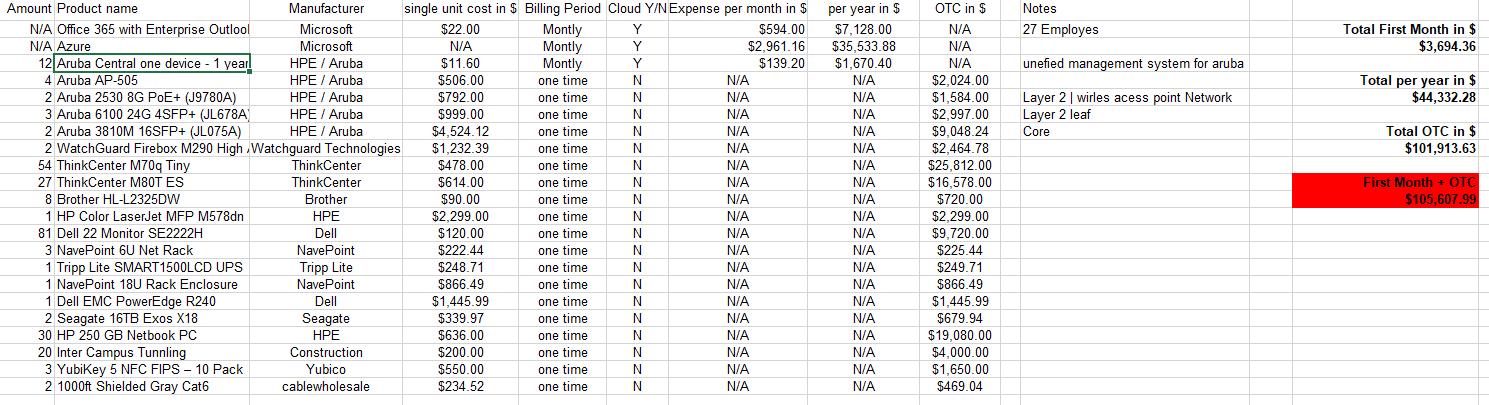 Amount Product name Manufacturer single unit cost in $ Billing Period Cloud Y/N Expense per month in $ per year in $ OTC in $ Notes
N/A Office 365 with Enterprise Outlool Microsoft $22.00 Montly Y $594.00 $7,128.00 N/A 27 Employes Total First Month in $
N/A Azure Microsoft N/A Montly Y $2,961.16 $35,533.88 N/A $3,694.36
12 Aruba Central one device - 1 year HPE / Aruba $11.60 Montly Y $139.20 $1,670.40 N/A unefied management system for aruba
4 Aruba AP-505 HPE / Aruba $506.00 one time N N/A N/A $2,024.00 Total per year in $
2 Aruba 2530 8G PoE+ (J9780A) HPE / Aruba $792.00 one time N N/A N/A $1,584.00 Layer 2 | wirles acess point Network $44,332.28
3 Aruba 6100 24G 4SFP+ (JL678A) HPE / Aruba $999.00 one time N N/A N/A $2,997.00 Layer 2 leaf
2 Aruba 3810M 16SFP+ (JL075A) HPE / Aruba $4,524.12 one time N N/A N/A $9,048.24 Core Total OTC in $
2 WatchGuard Firebox M290 High Watchguard Technologies $1,232.39 one time N N/A N/A $2,464.78 $101,913.63
54 ThinkCenter M70q Tiny ThinkCenter $478.00 one time N N/A N/A $25,812.00
27 ThinkCenter M80T ES ThinkCenter $614.00 one time N N/A N/A $16,578.00 First Month + OTC
8 Brother HL-L2325DW Brother $90.00 one time N N/A N/A $720.00 $105,607.99
1 HP Color LaserJet MFP M578dn HPE $2,299.00 one time N N/A N/A $2,299.00
81 Dell 22 Monitor SE2222H Dell $120.00 one time N N/A N/A $9,720.00
3 NavePoint 6U Net Rack NavePoint $222.44 one time N N/A N/A $225.44
1 Tripp Lite SMART1500LCD UPS Tripp Lite $248.71 one time N N/A N/A $249.71
1 NavePoint 18U Rack Enclosure NavePoint $866.49 one time N N/A N/A $866.49
1 Dell EMC PowerEdge R240 Dell $1,445.99 one time N N/A N/A $1,445.99
2 Seagate 16TB Exos X18 Seagate $339.97 one time N N/A N/A $679.94
30 HP 250 GB Netbook PC HPE $636.00 one time N N/A N/A $19,080.00
20 Inter Campus Tunnling Construction $200.00 one time N N/A N/A $4,000.00
3 YubiKey 5 NFC FIPS – 10 Pack Yubico $550.00 one time N N/A N/A $1,650.00
2 1000ft Shielded Gray Cat6 cablewholesale $234.52 one time N N/A N/A $469.04